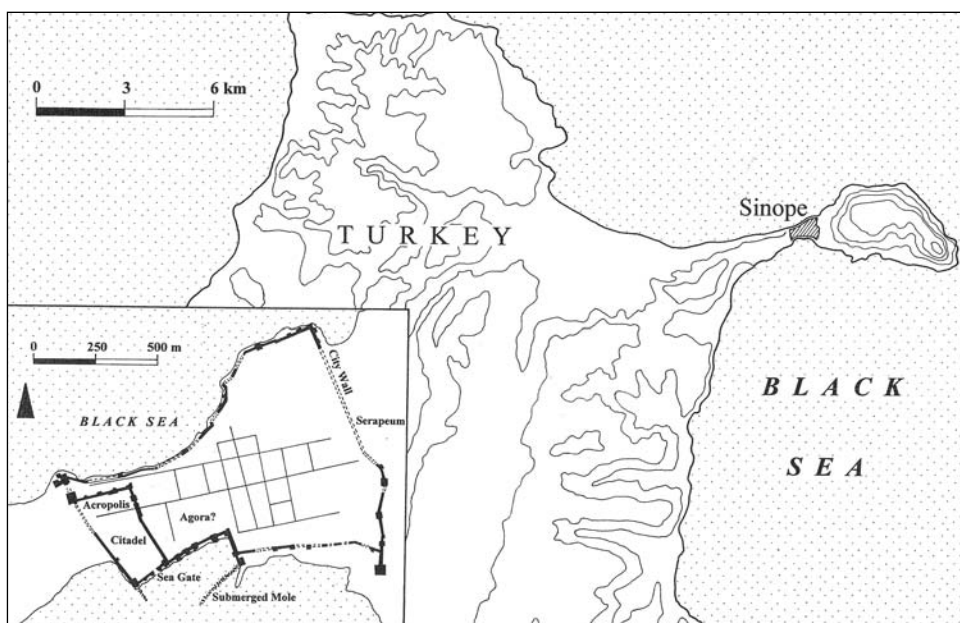 0 3 6 km
Sinope
TURKEY
BLACK
SEA
0 250 500 m
City Wall
BLACK SEA
Serapeum
Acropolis
Agora?
Citadel
Sea Gate
Submerged Mole